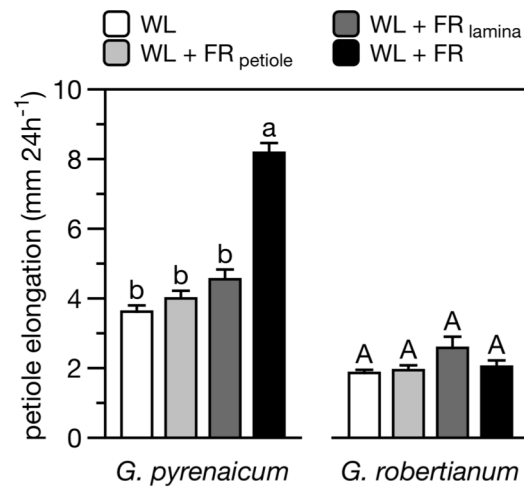 WL
WL + FR petiole
WL + FR lamina
WL + FR
petiole elongation (mm 24h⁻¹)
10
8
6
4
2
0
b
b
b
a
A
A
A
A
G. pyrenaicum
G. robertianum